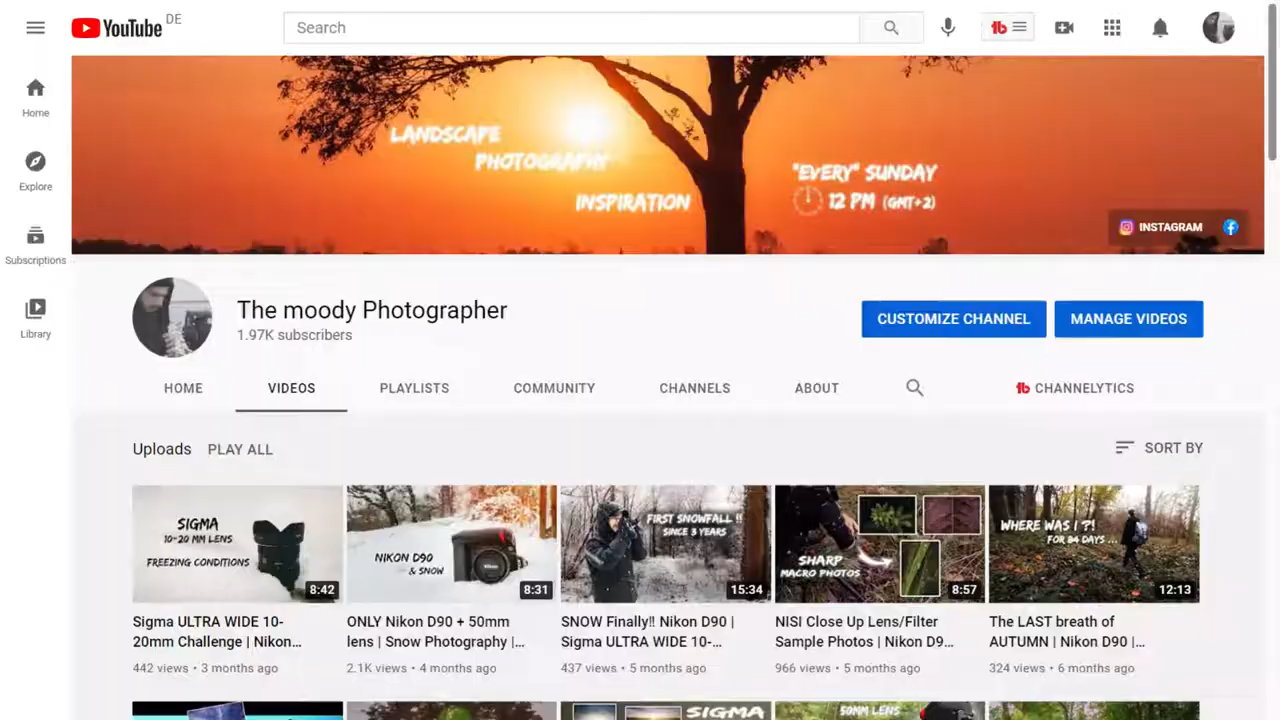 YouTube DE
Search
tb
Home
Explore
Subscriptions
Library
LANDSCAPE
PHOTOGRAPHY
INSPIRATION
"EVERY" SUNDAY
12 PM (GMT+2)
INSTAGRAM
The moody Photographer
1.97K subscribers
CUSTOMIZE CHANNEL
MANAGE VIDEOS
HOME VIDEOS PLAYLISTS COMMUNITY CHANNELS ABOUT tb CHANNELYTICS
Uploads PLAY ALL
SORT BY
SIGMA
10-20 MM LENS
FREEZING CONDITIONS
8:42
NIKON D90
& SNOW
8:31
FIRST SNOWFALL !!
SINCE 3 YEARS
15:34
SHARP
MACRO PHOTOS
8:57
WHERE WAS I ?!
FOR 84 DAYS ...
12:13
Sigma ULTRA WIDE 10-
20mm Challenge | Nikon...
442 views • 3 months ago
ONLY Nikon D90 + 50mm
lens | Snow Photography |...
2.1K views • 4 months ago
SNOW Finally!! Nikon D90 |
Sigma ULTRA WIDE 10-...
437 views • 5 months ago
NISI Close Up Lens/Filter
Sample Photos | Nikon D9...
966 views • 5 months ago
The LAST breath of
AUTUMN | Nikon D90 |...
324 views • 6 months ago
SIGMA
50MM LENS